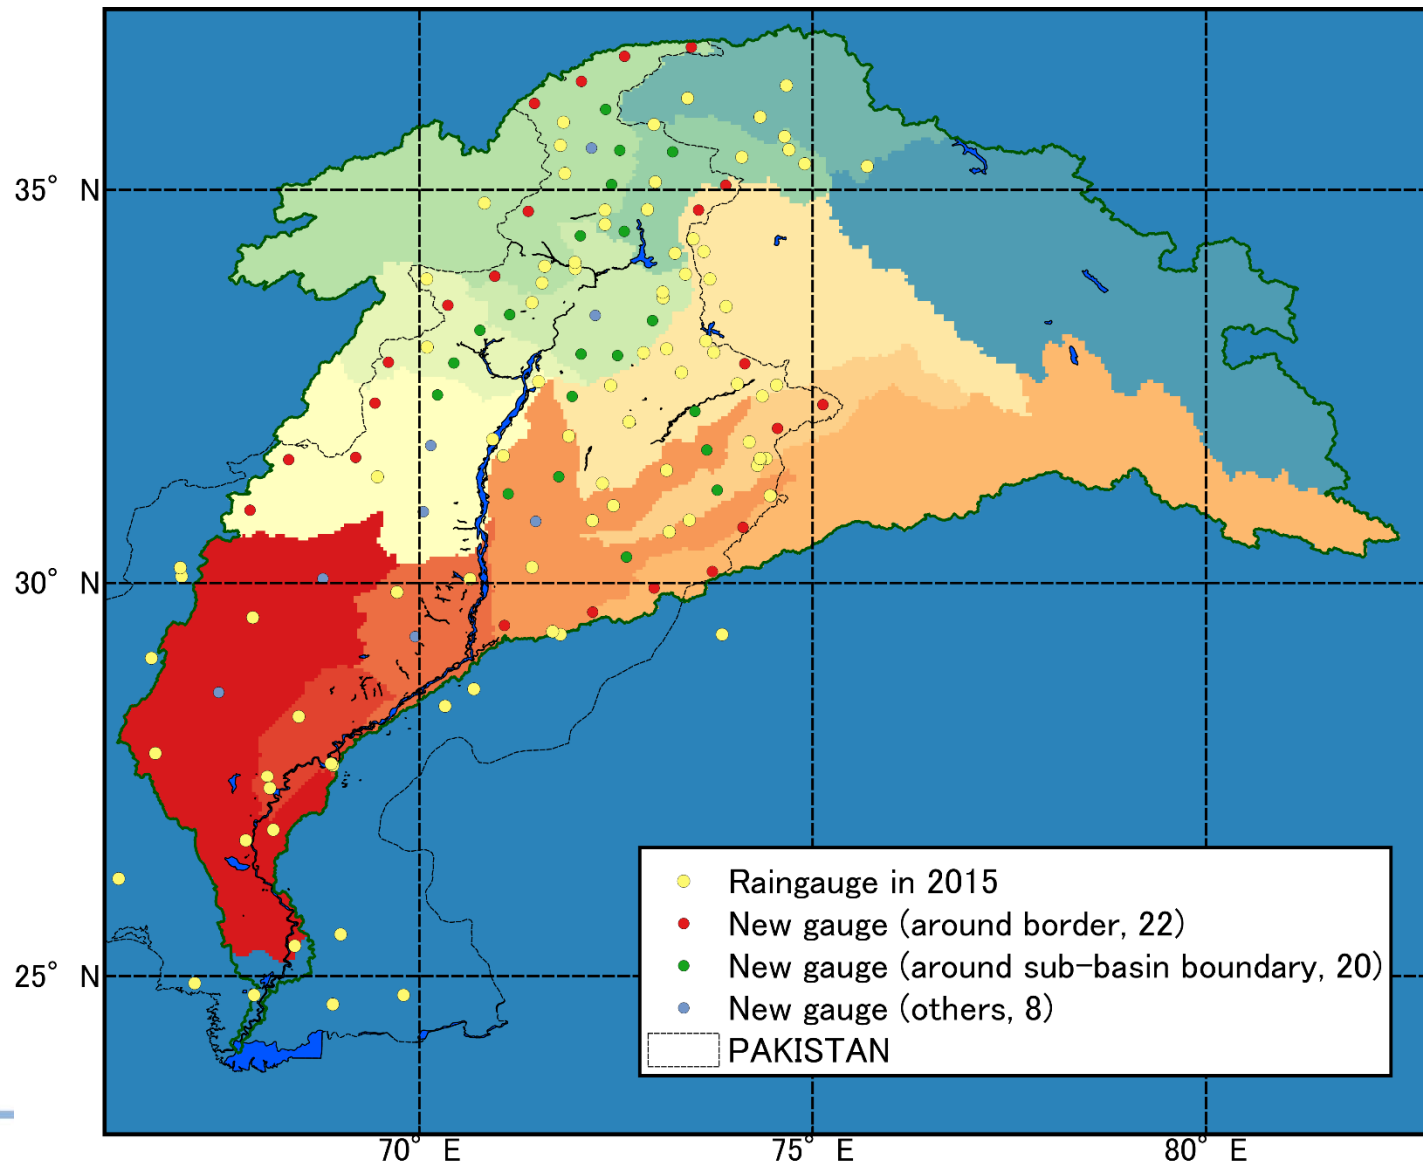 35° N
30° N
25° N
Raingauge in 2015
New gauge (around border, 22)
New gauge (around sub-basin boundary, 20)
New gauge (others, 8)
PAKISTAN
70° E
75° E
80° E